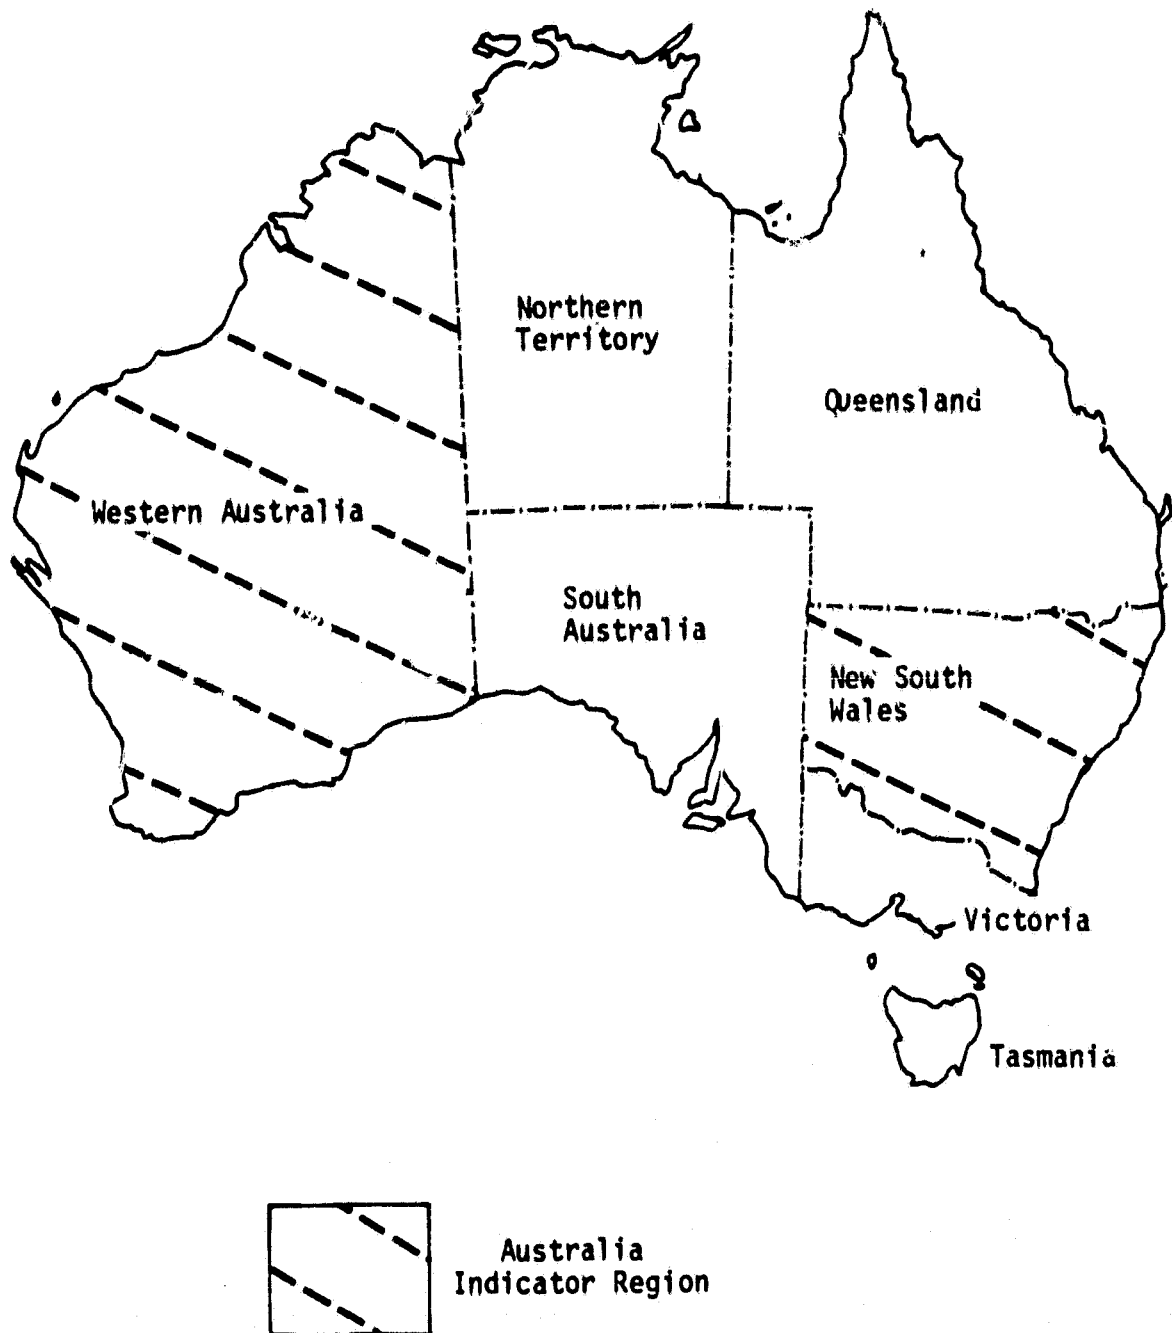 Northern
Territory
Queensland
Western Australia
South
Australia
New South
Wales
Victoria
Tasmania
Australia
Indicator Region